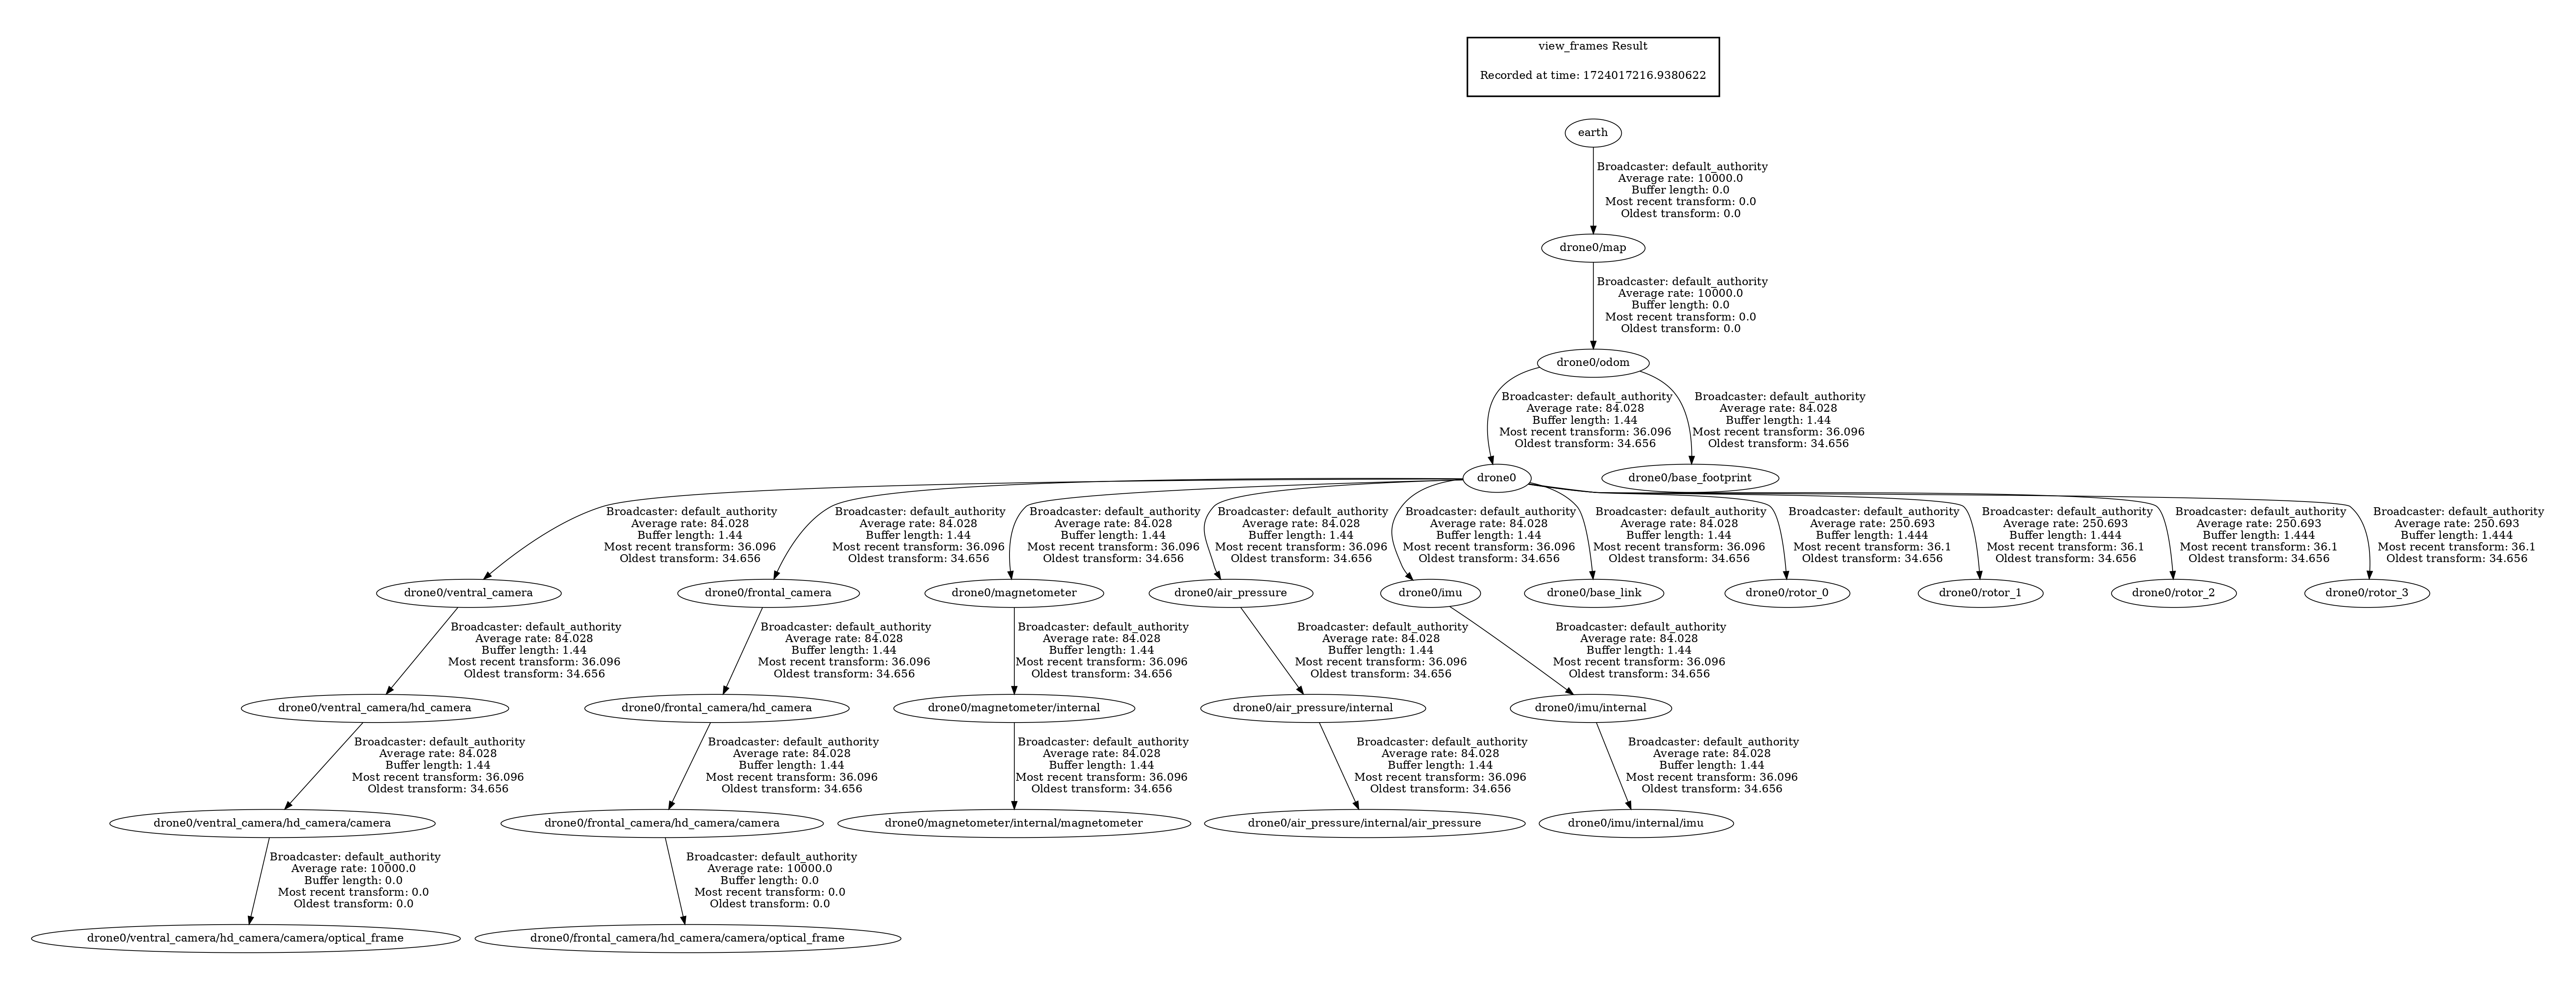 view_frames Result
Recorded at time: 1724017216.9380622
earth
Broadcaster: default_authority
Average rate: 10000.0
Buffer length: 0.0
Most recent transform: 0.0
Oldest transform: 0.0
drone0/map
Broadcaster: default_authority
Average rate: 10000.0
Buffer length: 0.0
Most recent transform: 0.0
Oldest transform: 0.0
drone0/odom
Broadcaster: default_authority
Average rate: 84.028
Buffer length: 1.44
Most recent transform: 36.096
Oldest transform: 34.656
Broadcaster: default_authority
Average rate: 84.028
Buffer length: 1.44
Most recent transform: 36.096
Oldest transform: 34.656
drone0
drone0/base_footprint
Broadcaster: default_authority
Average rate: 84.028
Buffer length: 1.44
Most recent transform: 36.096
Oldest transform: 34.656
Broadcaster: default_authority
Average rate: 84.028
Buffer length: 1.44
Most recent transform: 36.096
Oldest transform: 34.656
Broadcaster: default_authority
Average rate: 84.028
Buffer length: 1.44
Most recent transform: 36.096
Oldest transform: 34.656
Broadcaster: default_authority
Average rate: 84.028
Buffer length: 1.44
Most recent transform: 36.096
Oldest transform: 34.656
Broadcaster: default_authority
Average rate: 84.028
Buffer length: 1.44
Most recent transform: 36.096
Oldest transform: 34.656
Broadcaster: default_authority
Average rate: 84.028
Buffer length: 1.44
Most recent transform: 36.096
Oldest transform: 34.656
Broadcaster: default_authority
Average rate: 250.693
Buffer length: 1.444
Most recent transform: 36.1
Oldest transform: 34.656
Broadcaster: default_authority
Average rate: 250.693
Buffer length: 1.444
Most recent transform: 36.1
Oldest transform: 34.656
Broadcaster: default_authority
Average rate: 250.693
Buffer length: 1.444
Most recent transform: 36.1
Oldest transform: 34.656
Broadcaster: default_authority
Average rate: 250.693
Buffer length: 1.444
Most recent transform: 36.1
Oldest transform: 34.656
drone0/ventral_camera
drone0/frontal_camera
drone0/magnetometer
drone0/air_pressure
drone0/imu
drone0/base_link
drone0/rotor_0
drone0/rotor_1
drone0/rotor_2
drone0/rotor_3
Broadcaster: default_authority
Average rate: 84.028
Buffer length: 1.44
Most recent transform: 36.096
Oldest transform: 34.656
Broadcaster: default_authority
Average rate: 84.028
Buffer length: 1.44
Most recent transform: 36.096
Oldest transform: 34.656
Broadcaster: default_authority
Average rate: 84.028
Buffer length: 1.44
Most recent transform: 36.096
Oldest transform: 34.656
Broadcaster: default_authority
Average rate: 84.028
Buffer length: 1.44
Most recent transform: 36.096
Oldest transform: 34.656
Broadcaster: default_authority
Average rate: 84.028
Buffer length: 1.44
Most recent transform: 36.096
Oldest transform: 34.656
drone0/ventral_camera/hd_camera
drone0/frontal_camera/hd_camera
drone0/magnetometer/internal
drone0/air_pressure/internal
drone0/imu/internal
Broadcaster: default_authority
Average rate: 84.028
Buffer length: 1.44
Most recent transform: 36.096
Oldest transform: 34.656
Broadcaster: default_authority
Average rate: 84.028
Buffer length: 1.44
Most recent transform: 36.096
Oldest transform: 34.656
Broadcaster: default_authority
Average rate: 84.028
Buffer length: 1.44
Most recent transform: 36.096
Oldest transform: 34.656
Broadcaster: default_authority
Average rate: 84.028
Buffer length: 1.44
Most recent transform: 36.096
Oldest transform: 34.656
Broadcaster: default_authority
Average rate: 84.028
Buffer length: 1.44
Most recent transform: 36.096
Oldest transform: 34.656
drone0/ventral_camera/hd_camera/camera
drone0/frontal_camera/hd_camera/camera
drone0/magnetometer/internal/magnetometer
drone0/air_pressure/internal/air_pressure
drone0/imu/internal/imu
Broadcaster: default_authority
Average rate: 10000.0
Buffer length: 0.0
Most recent transform: 0.0
Oldest transform: 0.0
Broadcaster: default_authority
Average rate: 10000.0
Buffer length: 0.0
Most recent transform: 0.0
Oldest transform: 0.0
drone0/ventral_camera/hd_camera/camera/optical_frame
drone0/frontal_camera/hd_camera/camera/optical_frame